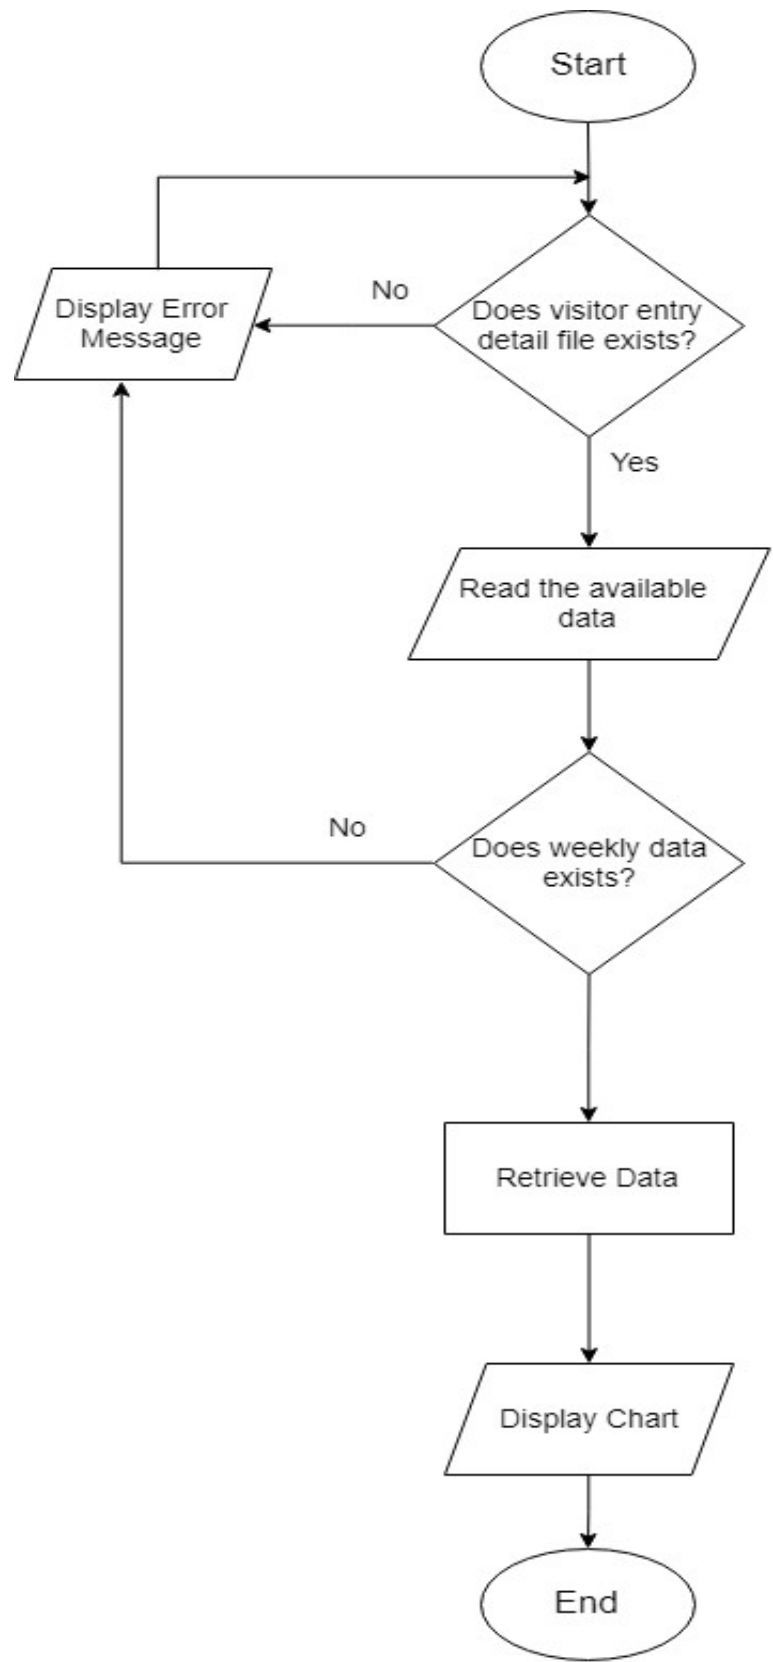 Start
No
Display Error
Message
Does visitor entry
detail file exists?
Yes
Read the available
data
No
Does weekly data
exists?
Retrieve Data
Display Chart
End